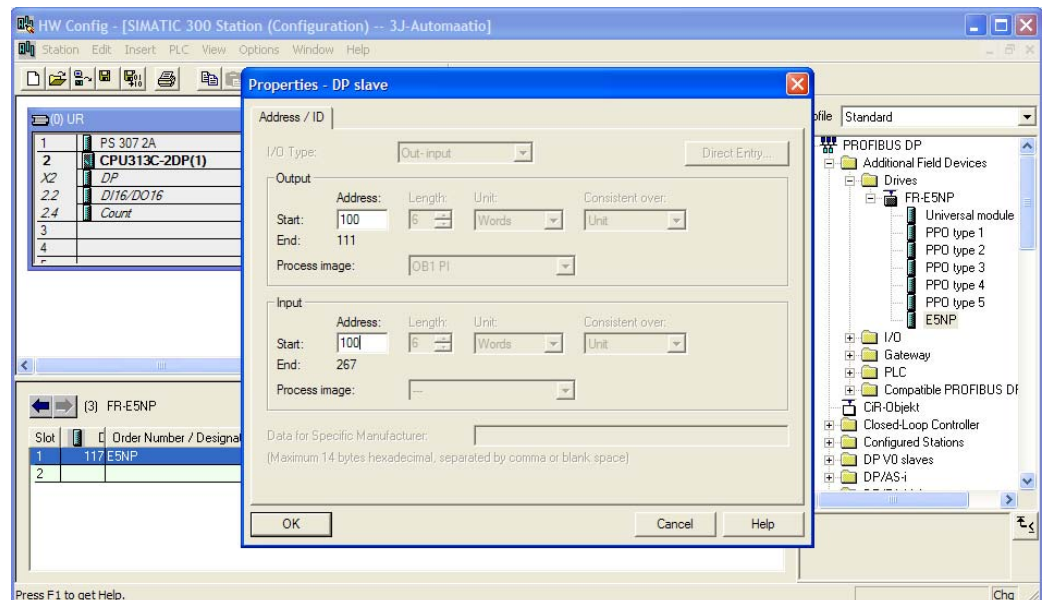 HW Config - [SIMATIC 300 Station (Configuration) -- 3J-Automaatio]
Station Edit Insert PLC View Options Window Help
(0) UR
1 PS 307 2A
2 CPU313C-2DP(1)
X2 DP
2.2 DI16/DO16
2.4 Count
3
4
Properties - DP slave
Address / ID
I/O Type: Out-input Direct Entry...
Output
Address: Length: Unit: Consistent over:
Start: 100 6 Words Unit
End: 111
Process image: OB1 PI
Input
Address: Length: Unit: Consistent over:
Start: 100 6 Words Unit
End: 267
Process image: ---
Data for Specific Manufacturer:
(Maximum 14 bytes hexadecimal, separated by comma or blank space)
OK Cancel Help
ofile Standard
PROFIBUS DP
Additional Field Devices
Drives
FR-E5NP
Universal module
PPO type 1
PPO type 2
PPO type 3
PPO type 4
PPO type 5
E5NP
I/O
Gateway
PLC
Compatible PROFIBUS DF
CiR-Objekt
Closed-Loop Controller
Configured Stations
DP V0 slaves
DP/AS-i
(3) FR-E5NP
Slot D Order Number / Designat
1 117 E5NP
2
Press F1 to get Help.
Chg